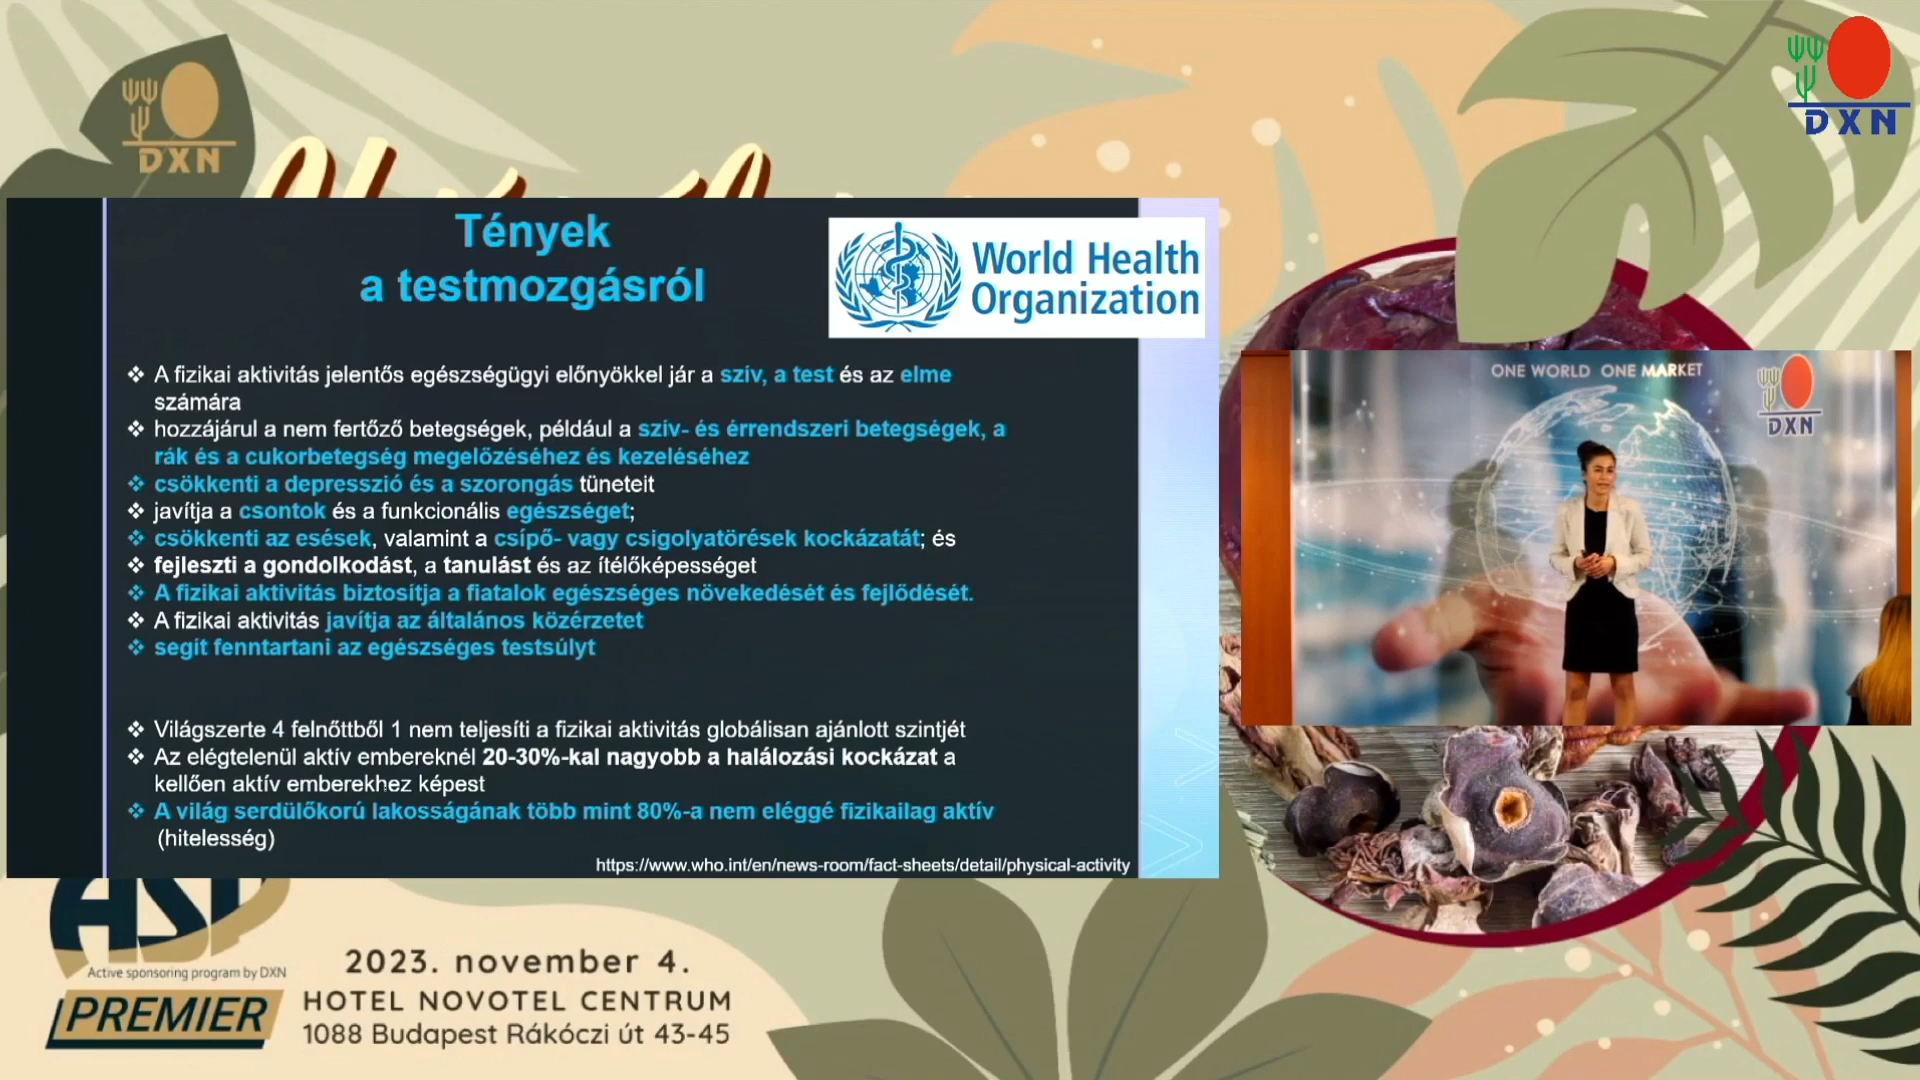 DXN
DXN
Tények
a testmozgásról
World Health
Organization
❖ A fizikai aktivitás jelentős egészségügyi előnyökkel jár a szív, a test és az elme
számára
❖ hozzájárul a nem fertőző betegségek, például a szív- és érrendszeri betegségek, a
rák és a cukorbetegség megelőzéséhez és kezeléséhez
❖ csökkenti a depresszió és a szorongás tüneteit
❖ javítja a csontok és a funkcionális egészséget;
❖ csökkenti az esések, valamint a csípő- vagy csigolyatörések kockázatát; és
❖ fejleszti a gondolkodást, a tanulást és az ítélőképességet
❖ A fizikai aktivitás biztosítja a fiatalok egészséges növekedését és fejlődését.
❖ A fizikai aktivitás javítja az általános közérzetet
❖ segít fenntartani az egészséges testsúlyt
❖ Világszerte 4 felnőttből 1 nem teljesíti a fizikai aktivitás globálisan ajánlott szintjét
❖ Az elégtelenül aktív embereknél 20-30%-kal nagyobb a halálozási kockázat a
kellően aktív emberekhez képest
❖ A világ serdülőkorú lakosságának több mint 80%-a nem eléggé fizikailag aktív
(hitelesség)
https://www.who.int/en/news-room/fact-sheets/detail/physical-activity
ONE WORLD ONE MARKET
DXN
ASP
Active sponsoring program by DXN
PREMIER
2023. november 4.
HOTEL NOVOTEL CENTRUM
1088 Budapest Rákóczi út 43-45